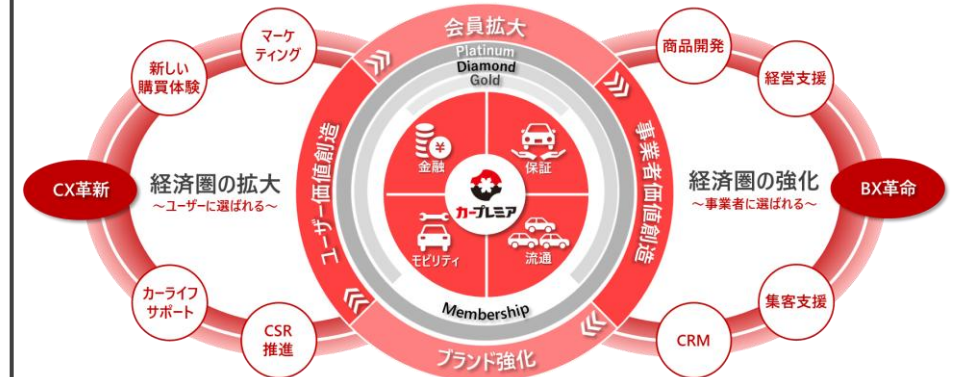 マーケ
ティング
新しい
購買体験
CX革新
経済圏の拡大
~ユーザーに選ばれる~
カーライフ
サポート
CSR
推進
会員拡大
ユーザー価値創造
事業者価値創造
ブランド強化
Platinum
Diamond
Gold
金融
保証
カープレミア
モビリティ
流通
Membership
商品開発
経営支援
経済圏の強化
~事業者に選ばれる~
BX革命
集客支援
CRM